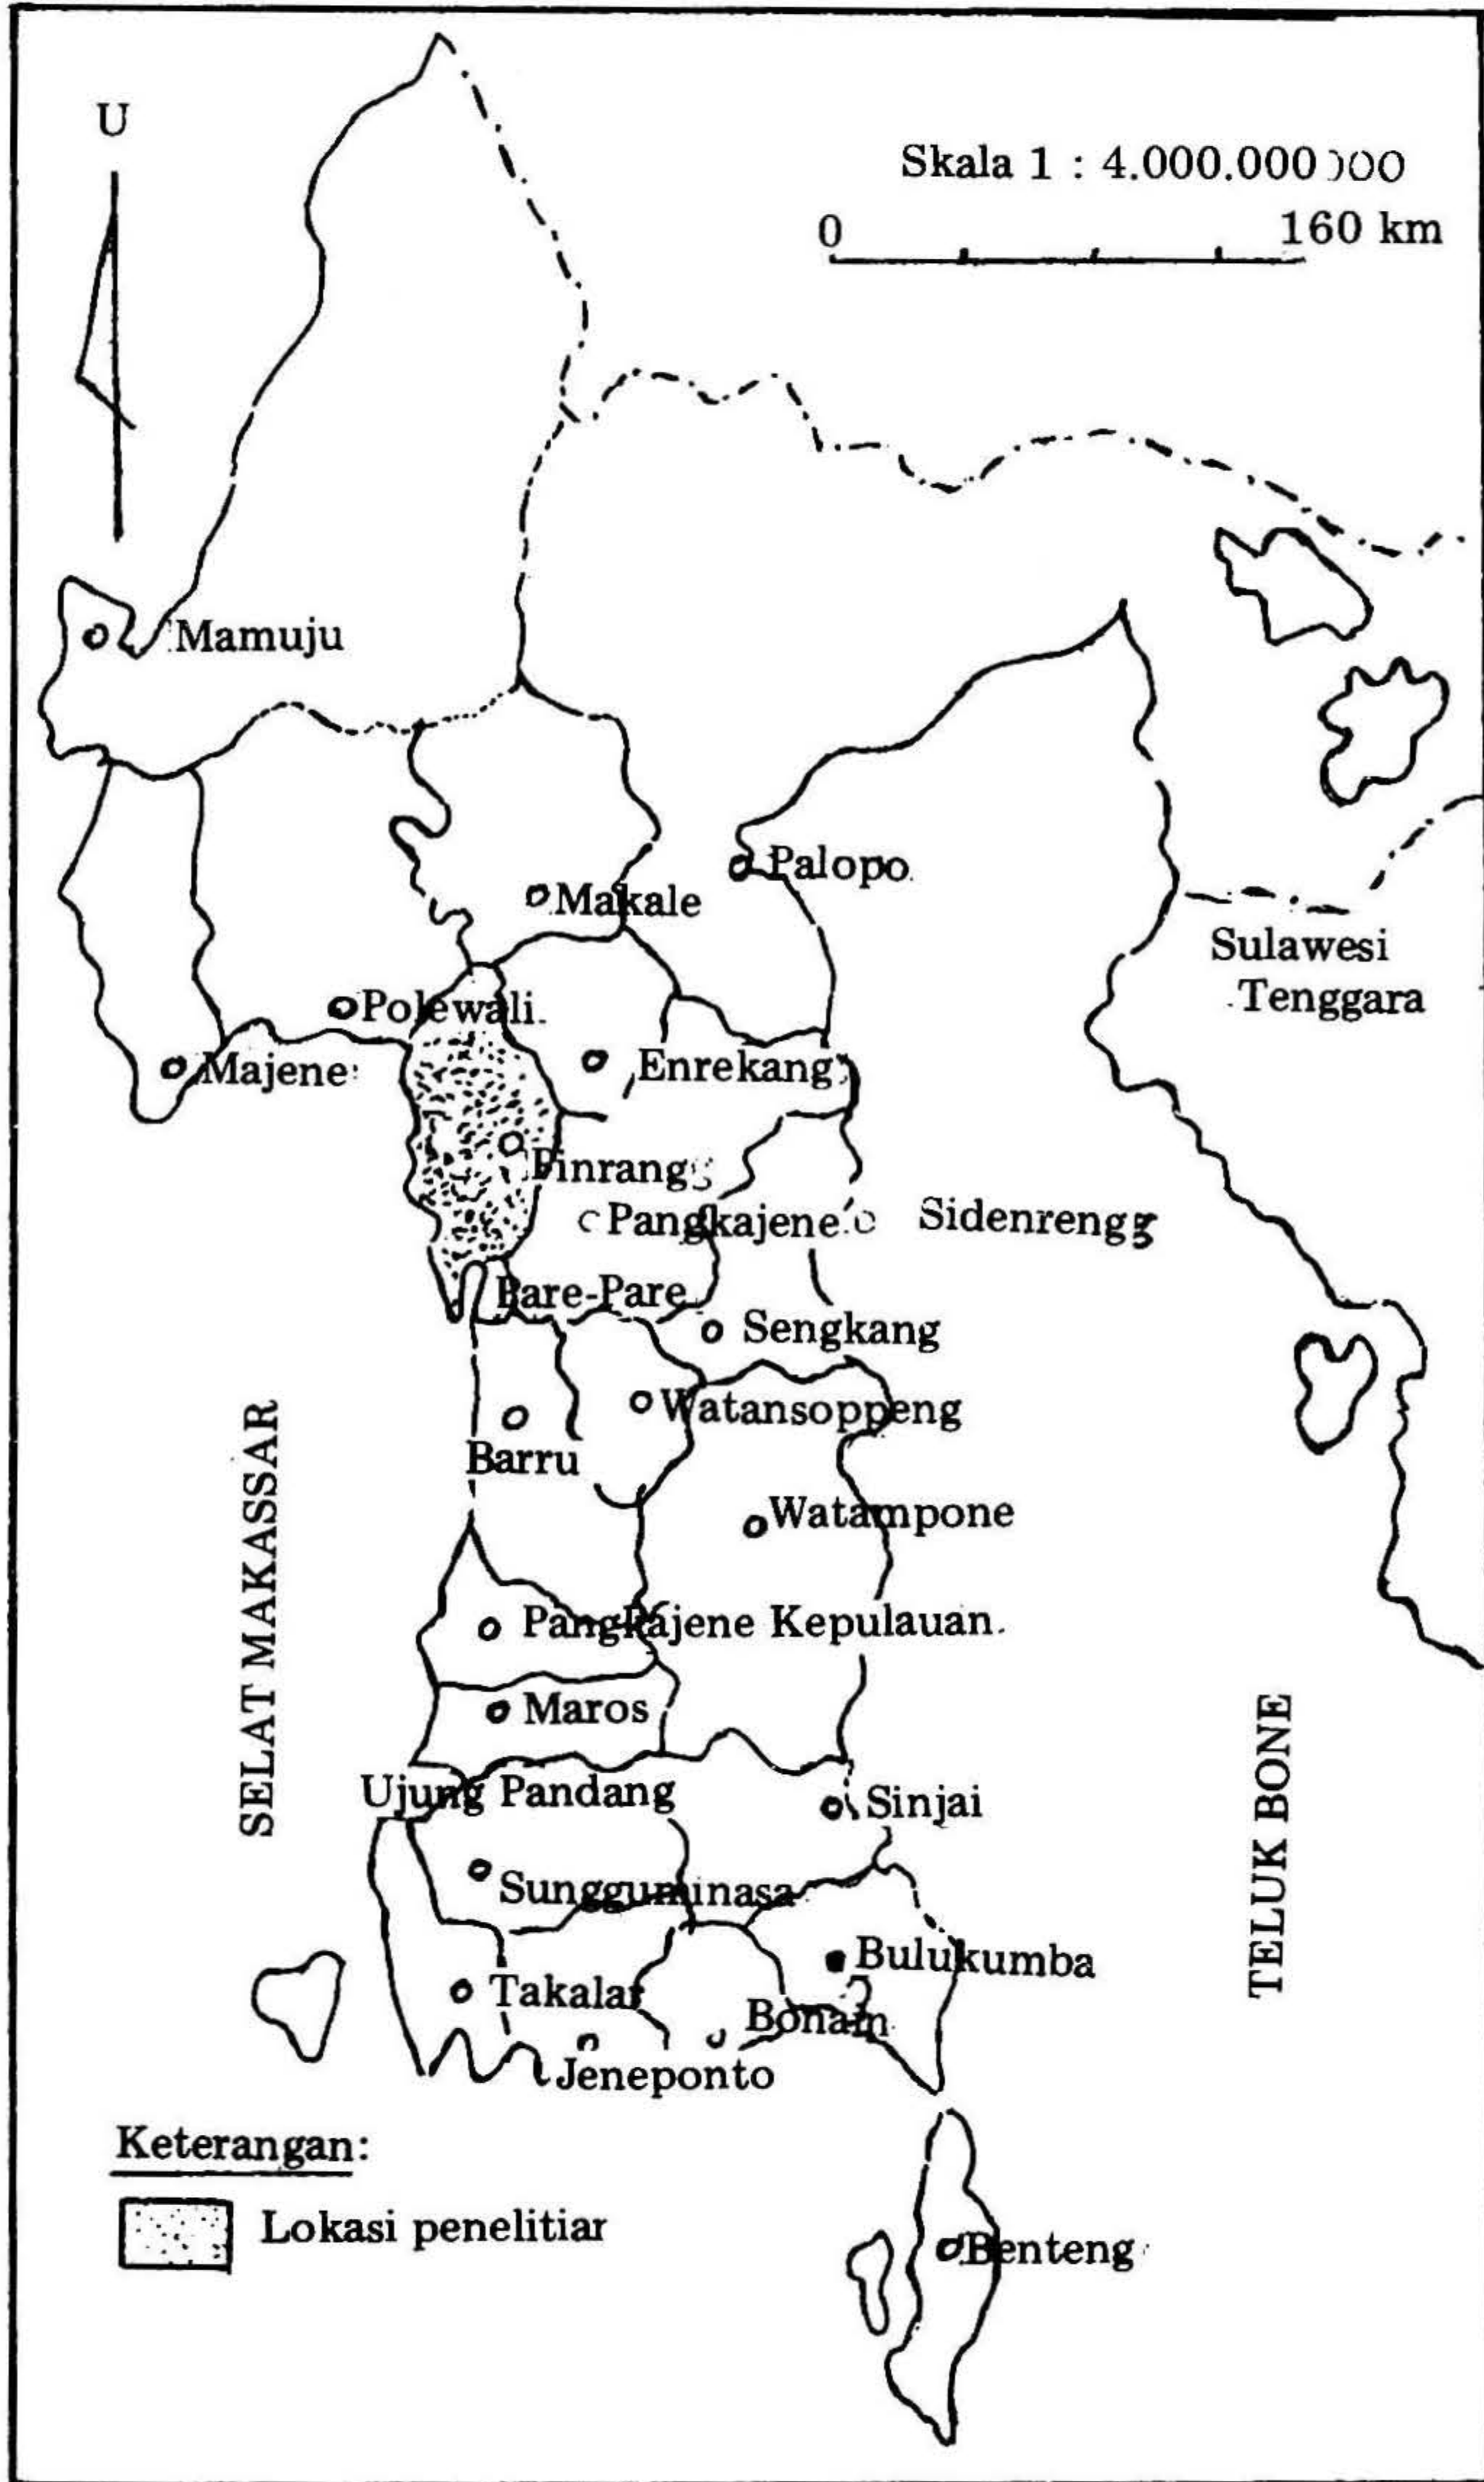 U
Skala 1 : 4.000.000
0 160 km
Mamuju
Palopo
Makale
Sulawesi
Tenggara
Polewali
Majene
Enrekang
Pinrang
Pangkajene Sidenrengg
Pare-Pare
Sengkang
Watansoppeng
Barru
Watampone
SELAT MAKASSAR
Pangkajene Kepulauan
Maros
TELUK BONE
Ujung Pandang
Sinjai
Sungguminasa
Bulukumba
Takalar
Jeneponto
Keterangan:
Lokasi penelitiar
Benteng